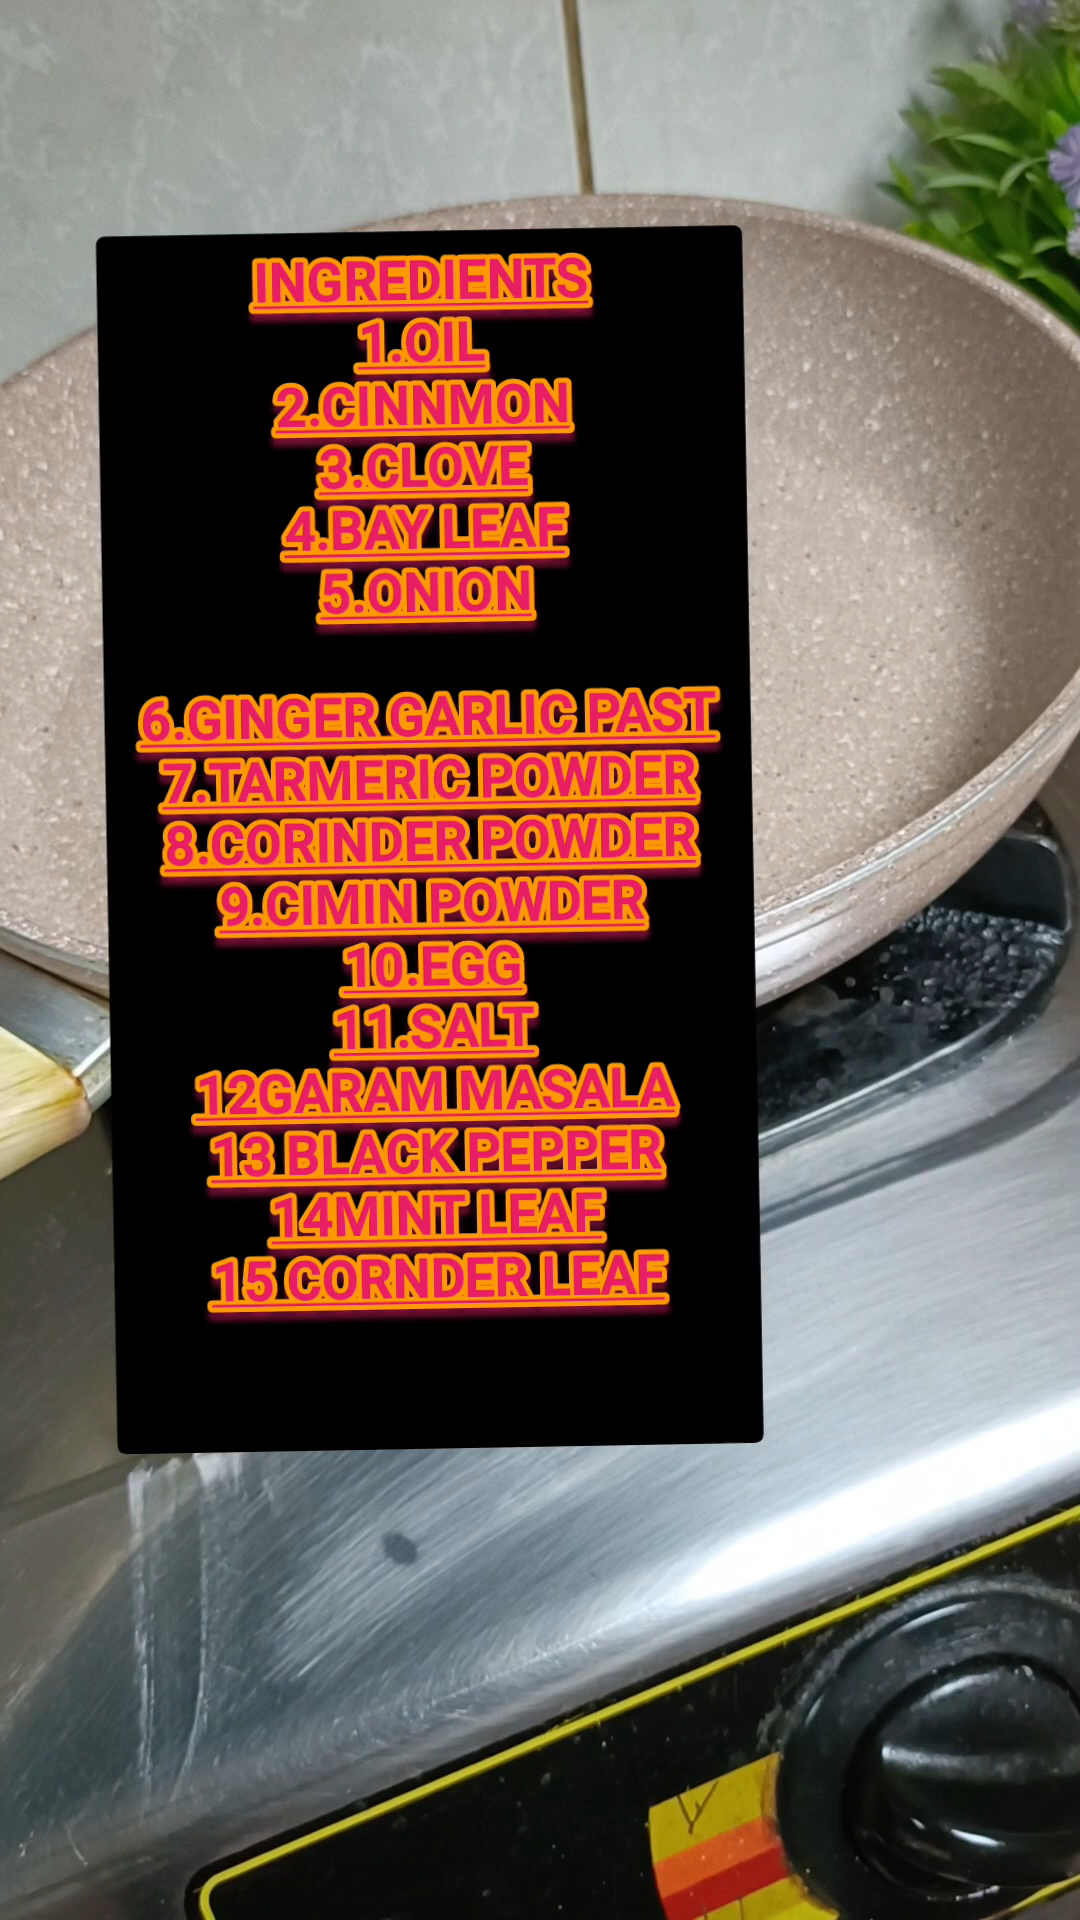 INGREDIENTS
1.OIL
2.CINNMON
3.CLOVE
4.BAY LEAF
5.ONION
6.GINGER GARLIC PAST
7.TARMERIC POWDER
8.CORINDER POWDER
9.CIMIN POWDER
10.EGG
11.SALT
12GARAM MASALA
13 BLACK PEPPER
14MINT LEAF
15 CORNDER LEAF